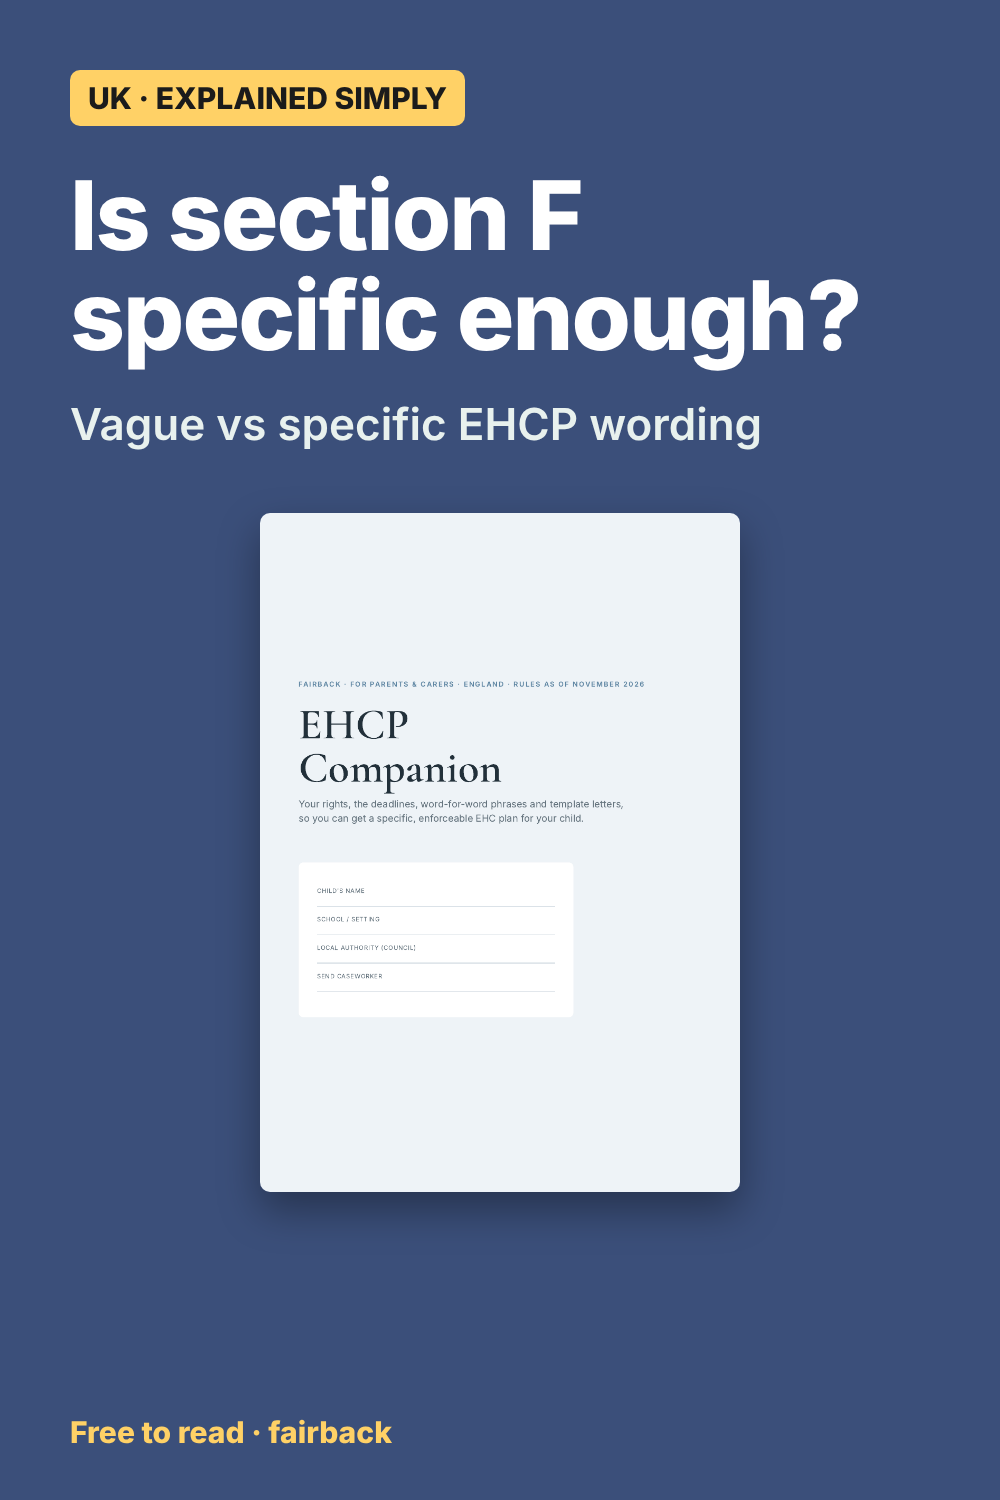 UK · EXPLAINED SIMPLY
Is section F
specific enough?
Vague vs specific EHCP wording
FAIRBACK · FOR PARENTS & CARERS · ENGLAND · RULES AS OF NOVEMBER 2026
EHCP
Companion
Your rights, the deadlines, word-for-word phrases and template letters,
so you can get a specific, enforceable EHC plan for your child.
CHILD'S NAME
SCHOOL / SETTING
LOCAL AUTHORITY (COUNCIL)
SEND CASEWORKER
Free to read · fairback